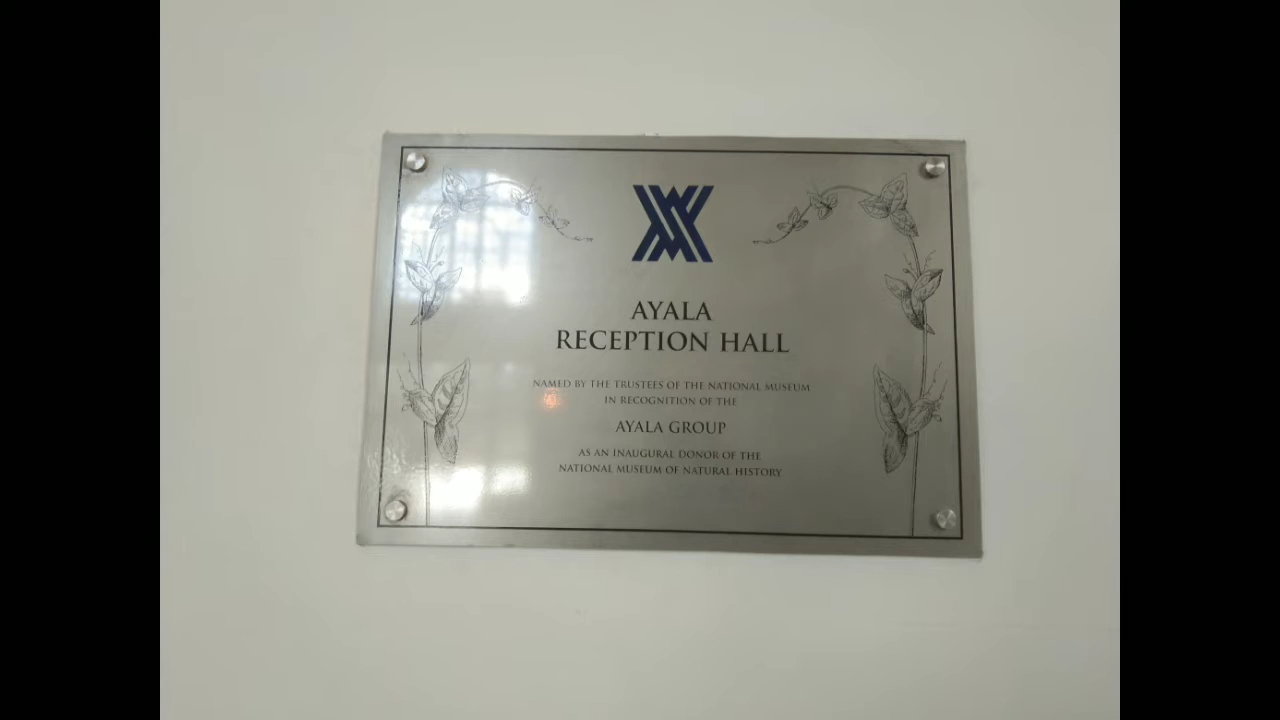 AYALA
RECEPTION HALL
NAMED BY THE TRUSTEES OF THE NATIONAL MUSEUM
IN RECOGNITION OF THE
AYALA GROUP
AS AN INAUGURAL DONOR OF THE
NATIONAL MUSEUM OF NATURAL HISTORY